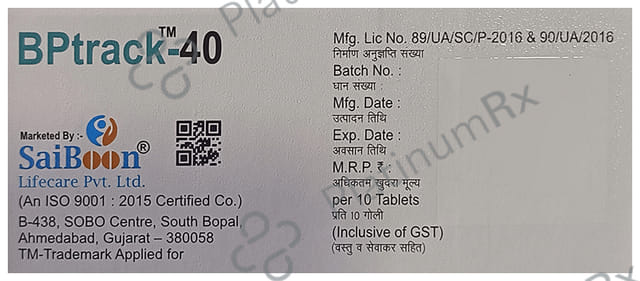 BPtrack™-40
Marketed By :-
SaiBoon®
Lifecare Pvt. Ltd.
(An ISO 9001 : 2015 Certified Co.)
B-438, SOBO Centre, South Bopal,
Ahmedabad, Gujarat – 380058
TM-Trademark Applied for
Mfg. Lic No. 89/UA/SC/P-2016 & 90/UA/2016
निर्माण अनुज्ञप्ति संख्या
Batch No. :
घान संख्या :
Mfg. Date :
उत्पादन तिथि
Exp. Date :
अवसान तिथि
M.R.P. ₹ :
अधिकतम खुदरा मूल्य
per 10 Tablets
प्रति 10 गोली
(Inclusive of GST)
(वस्तु व सेवाकर सहित)
PlatinumRx